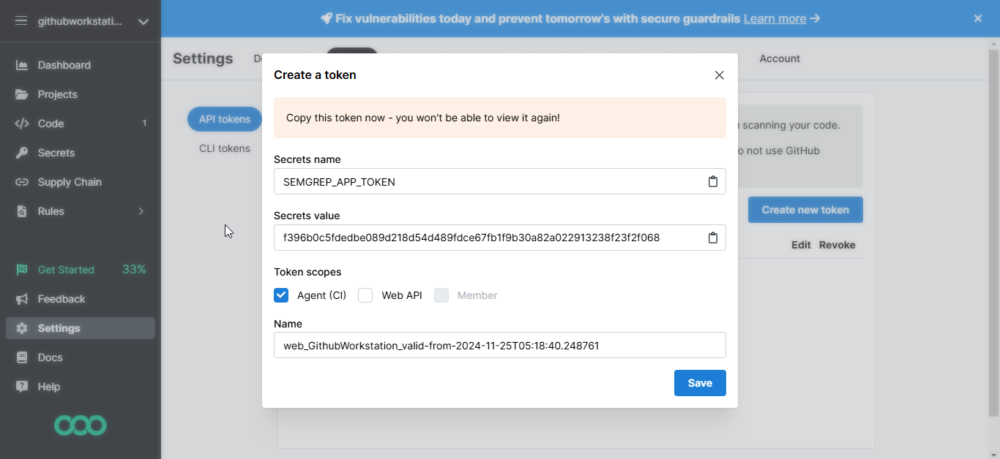 githubworkstati...
Fix vulnerabilities today and prevent tomorrow's with secure guardrails Learn more →
Dashboard
Projects
Code 1
Secrets
Supply Chain
Rules
Get Started 33%
Feedback
Settings
Docs
Help
Settings
Account
API tokens
CLI tokens
scanning your code.
not use GitHub
Create new token
Edit Revoke
Create a token
Copy this token now - you won't be able to view it again!
Secrets name
SEMGREP_APP_TOKEN
Secrets value
f396b0c5fdedbe089d218d54d489fdce67fb1f9b30a82a022913238f23f2f068
Token scopes
Agent (CI) Web API Member
Name
web_GithubWorkstation_valid-from-2024-11-25T05:18:40.248761
Save